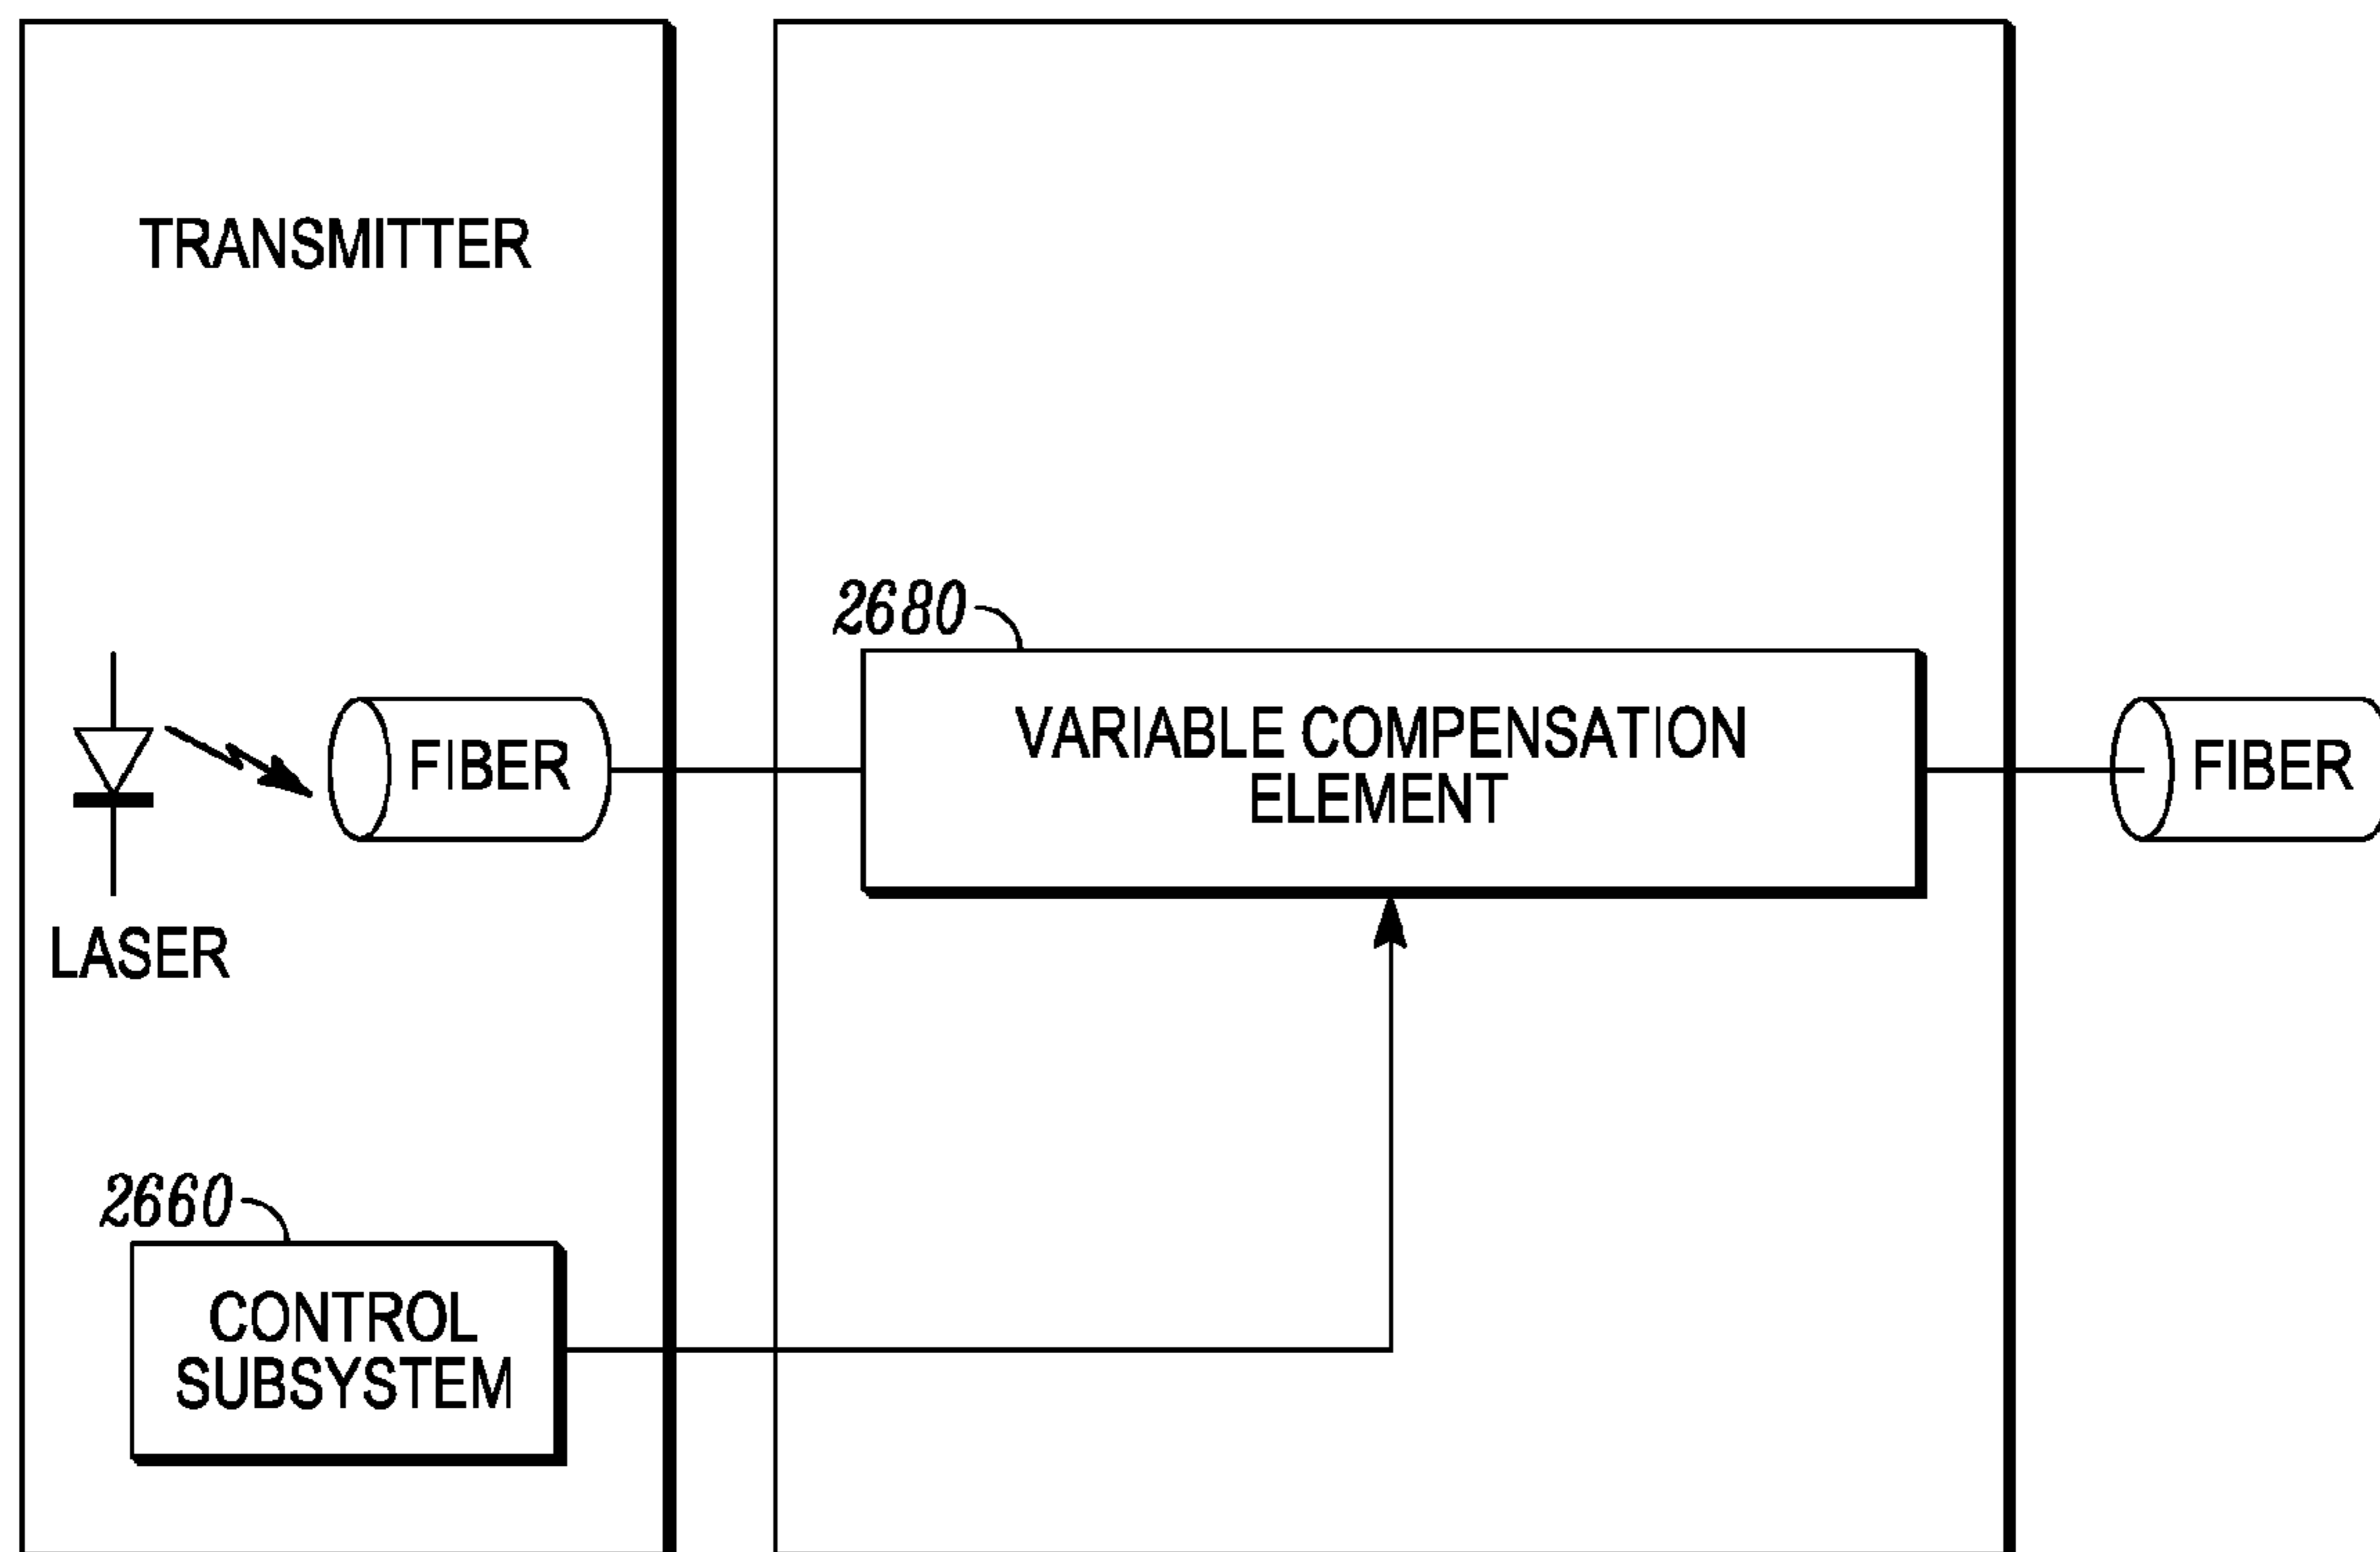 TRANSMITTER
2680
VARIABLE COMPENSATION
ELEMENT
FIBER
FIBER
LASER
2660
CONTROL
SUBSYSTEM